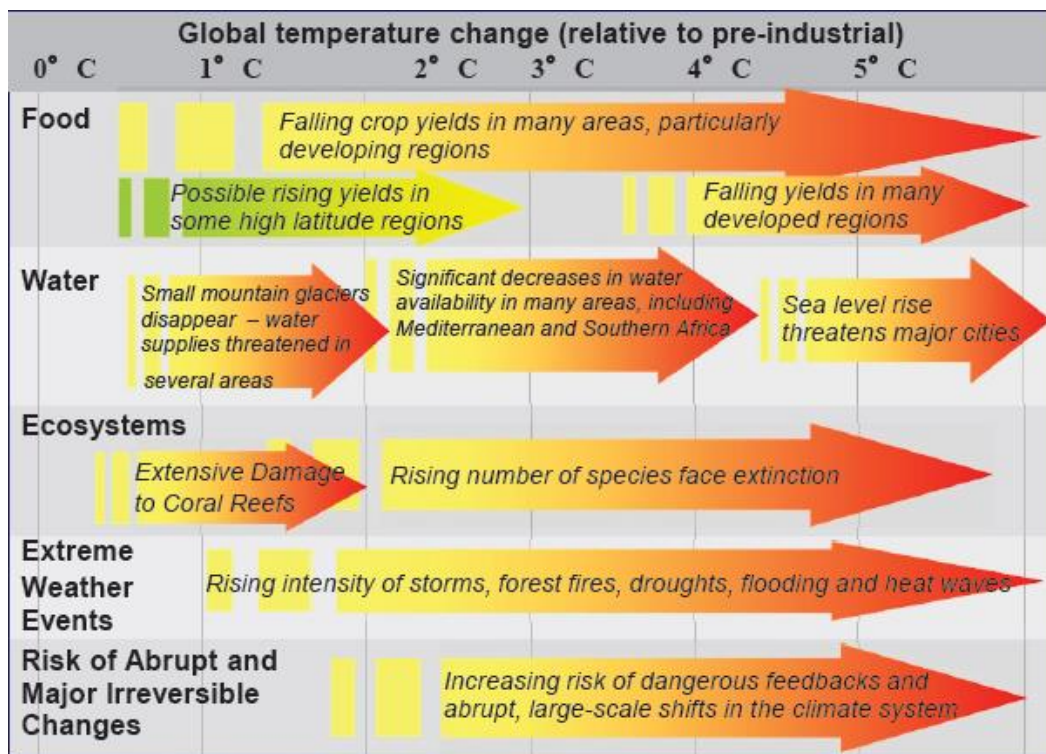 Global temperature change (relative to pre-industrial)
0° C 1° C 2° C 3° C 4° C 5° C
Food
Falling crop yields in many areas, particularly
developing regions
Possible rising yields in
some high latitude regions
Falling yields in many
developed regions
Water
Small mountain glaciers
disappear – water
supplies threatened in
several areas
Significant decreases in water
availability in many areas, including
Mediterranean and Southern Africa
Sea level rise
threatens major cities
Ecosystems
Extensive Damage
to Coral Reefs
Rising number of species face extinction
Extreme
Weather
Events
Rising intensity of storms, forest fires, droughts, flooding and heat waves
Risk of Abrupt and
Major Irreversible
Changes
Increasing risk of dangerous feedbacks and
abrupt, large-scale shifts in the climate system